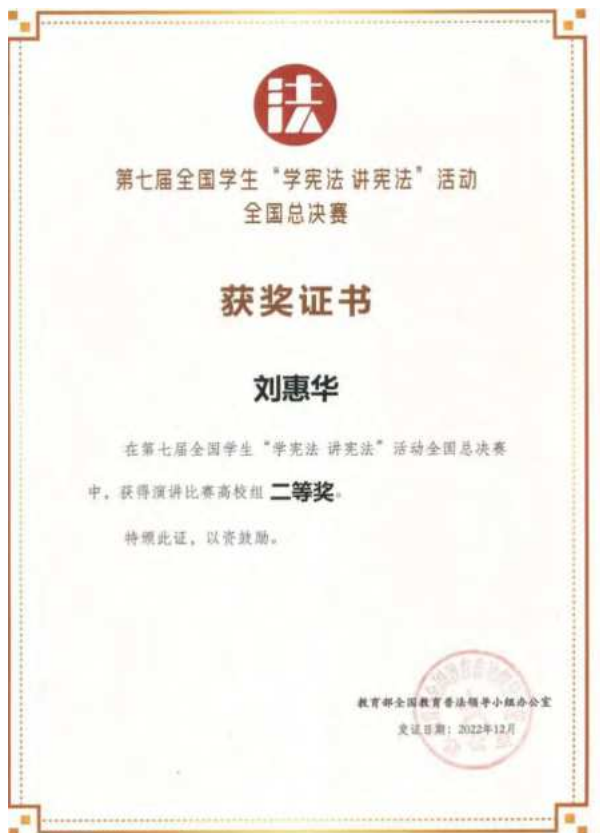 法
第七届全国学生“学宪法 讲宪法”活动
全国总决赛
获奖证书
刘惠华
在第七届全国学生“学宪法 讲宪法”活动全国总决赛
中，获得演讲比赛高校组 二等奖。
特颁此证，以资鼓励。
教育部全国教育普法领导小组办公室
发证日期：2022年12月